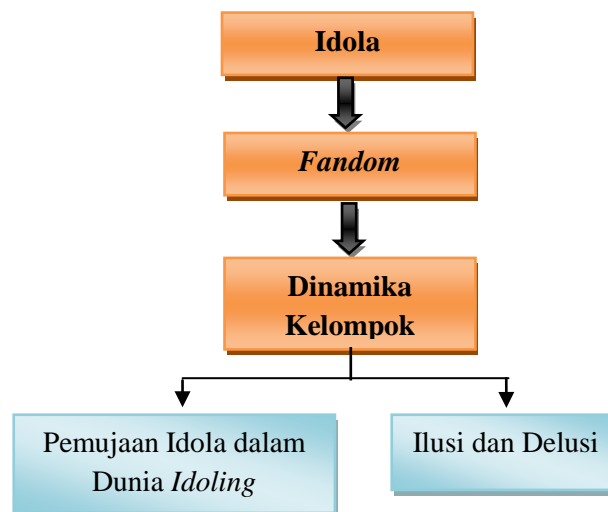 Idola
Fandom
Dinamika
Kelompok
Pemujaan Idola dalam
Dunia Idoling
Ilusi dan Delusi